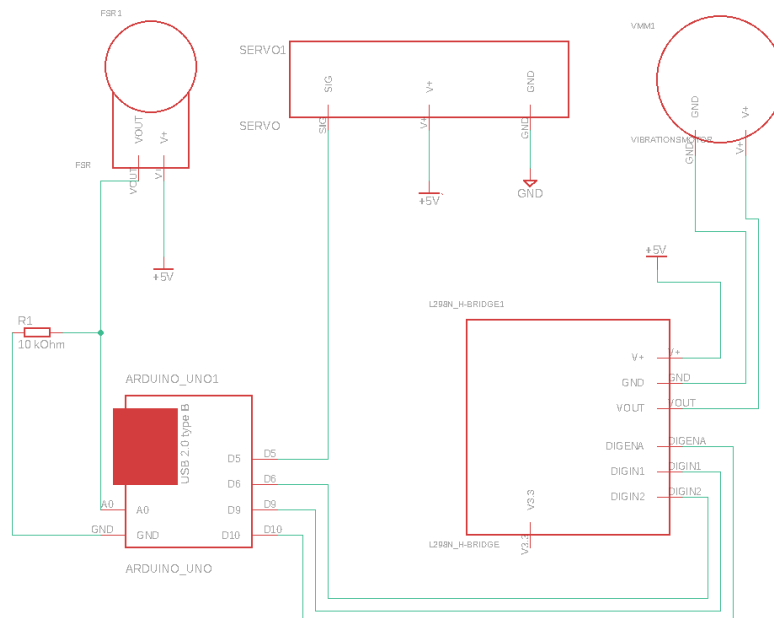 FSR1
VOUT
V+
FSR
VOUT
V+
+5V
SERVO1
SIG
V+
GND
SERVO
SIG
V+
GND
+5V
GND
VMM1
GND
V+
VIBRATIONSMOTOR
GND
V+
+5V
R1
10 kOhm
ARDUINO_UNO1
USB 2.0 type B
D5
D5
D6
D6
A0
A0
D9
D9
GND
GND
D10
D10
ARDUINO_UNO
L298N_H-BRIDGE1
V+
V+
GND
GND
VOUT
VOUT
DIGENA
DIGENA
DIGIN1
DIGIN1
DIGIN2
DIGIN2
V3.3
V3.3
L298N_H-BRIDGE